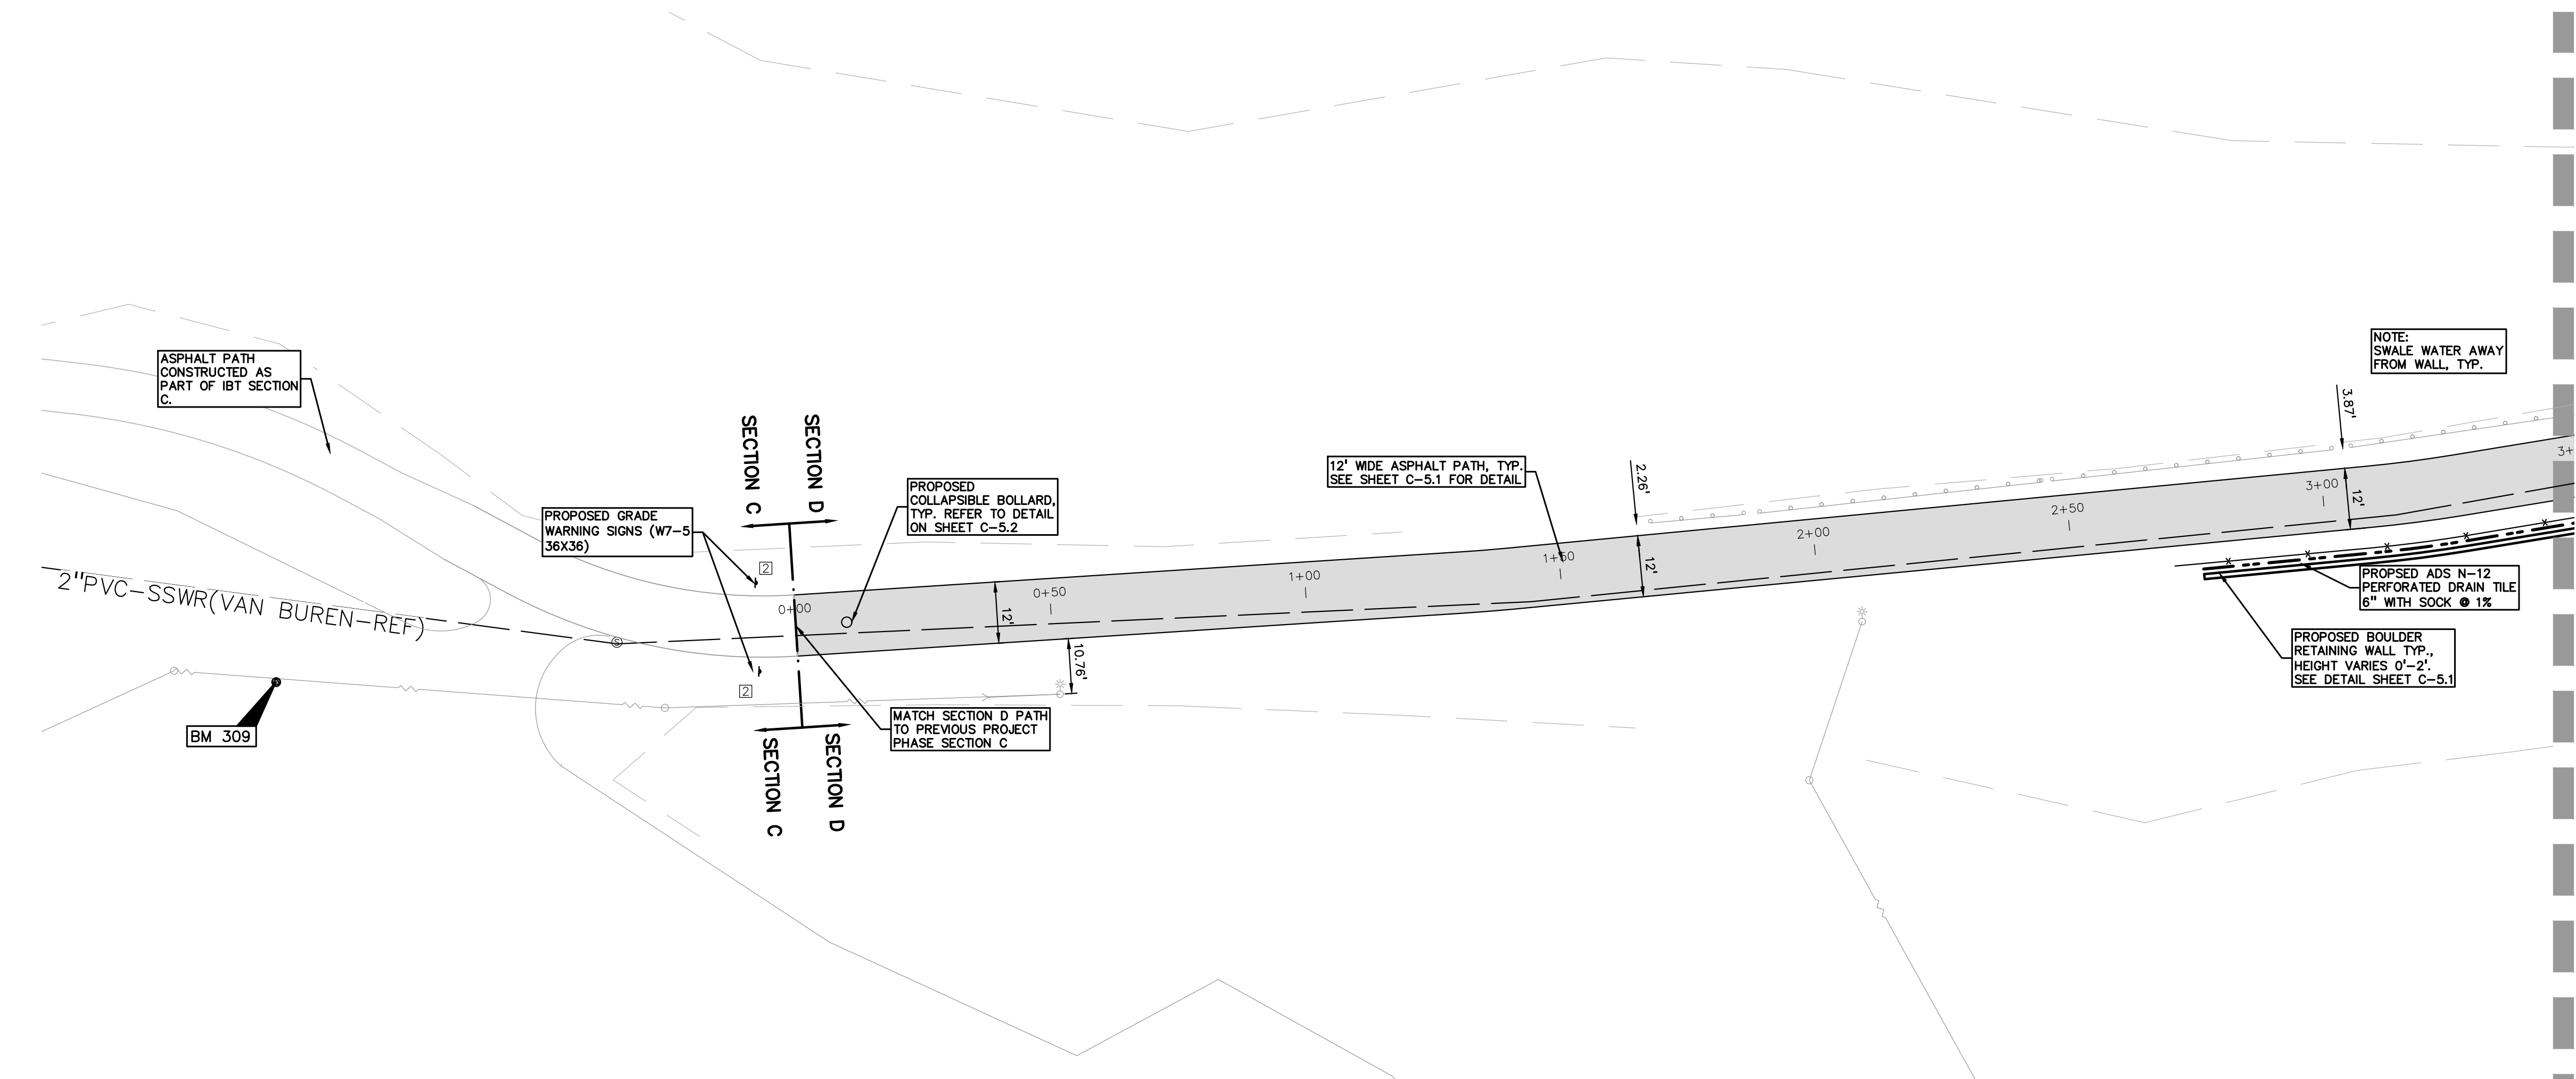 ASPHALT PATH
CONSTRUCTED AS
PART OF IBT SECTION
C.
2"PVC-SSWR(VAN BUREN-REF)
BM 309
PROPOSED GRADE
WARNING SIGNS (W7-5
36X36)
2
2
SECTION C
SECTION D
SECTION C
SECTION D
PROPOSED
COLLAPSIBLE BOLLARD,
TYP. REFER TO DETAIL
ON SHEET C-5.2
MATCH SECTION D PATH
TO PREVIOUS PROJECT
PHASE SECTION C
S
0+00
0+50
1+00
1+50
2+00
2+50
3+00
3+
12'
10.76'
12' WIDE ASPHALT PATH, TYP.
SEE SHEET C-5.1 FOR DETAIL
2.26'
12'
3.87'
12'
NOTE:
SWALE WATER AWAY
FROM WALL, TYP.
X
X
X
X
X
PROPSED ADS N-12
PERFORATED DRAIN TILE
6" WITH SOCK @ 1%
PROPOSED BOULDER
RETAINING WALL TYP.,
HEIGHT VARIES 0'-2'.
SEE DETAIL SHEET C-5.1